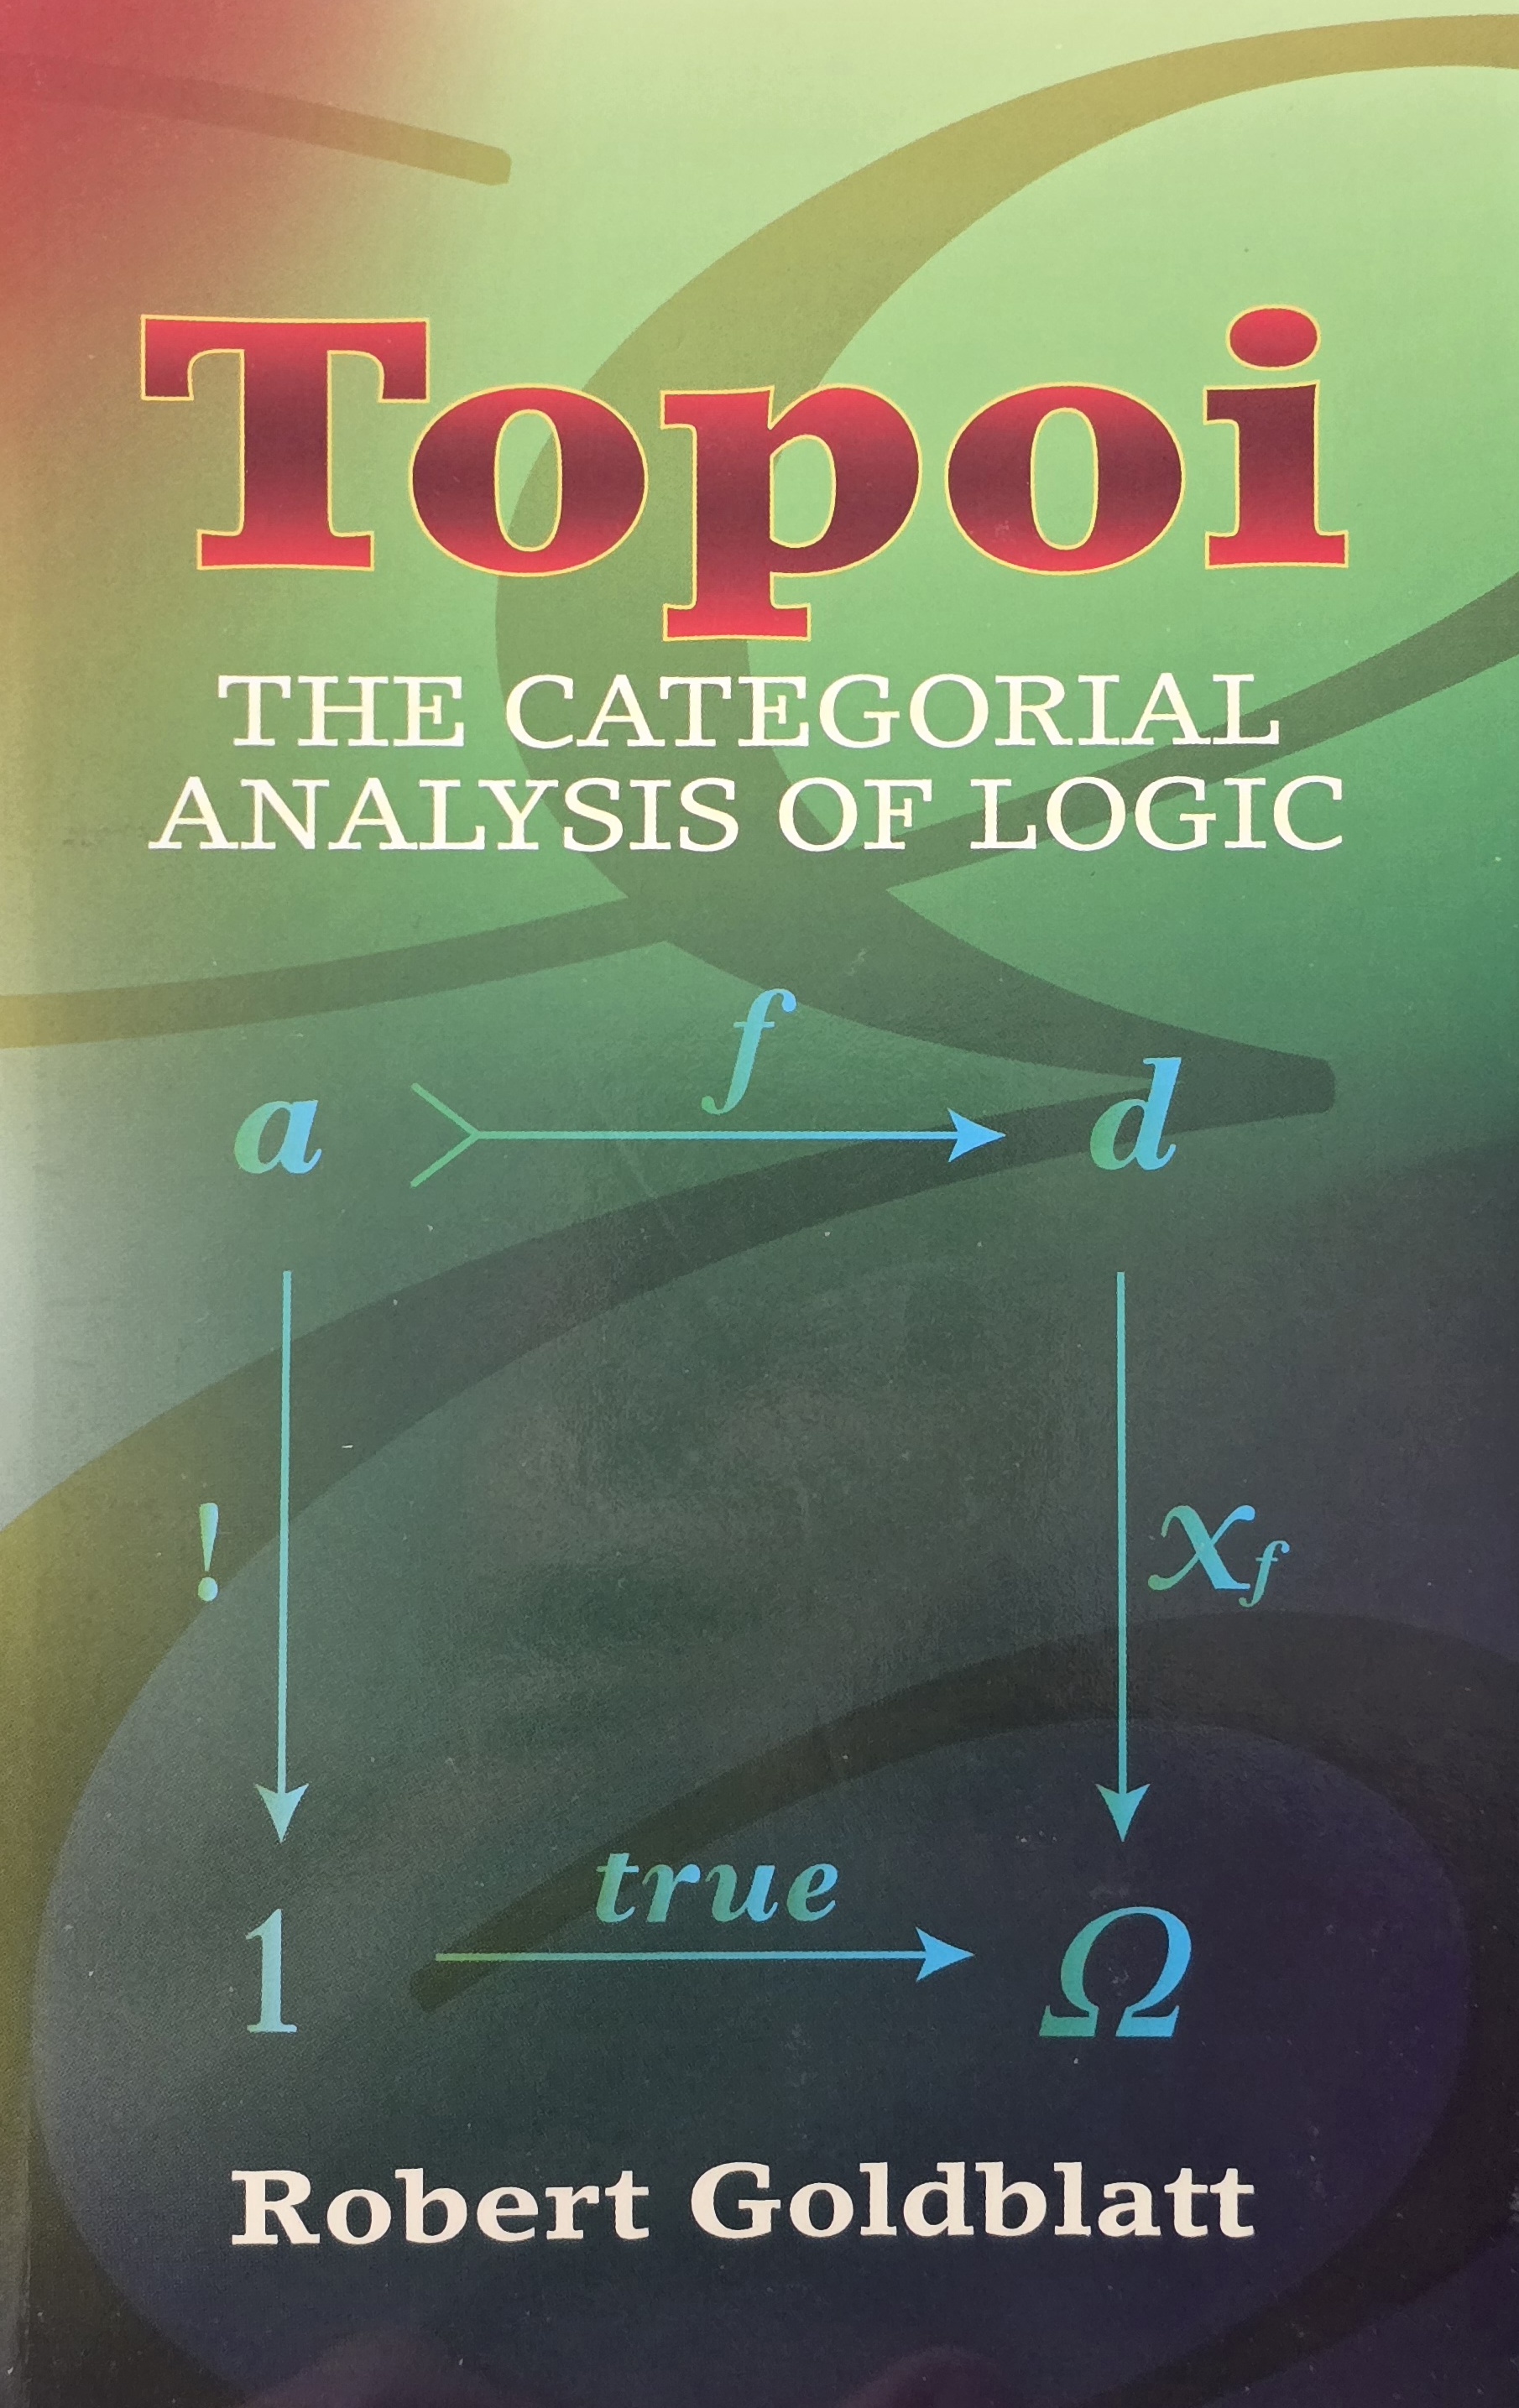 Topoi
THE CATEGORIAL
ANALYSIS OF LOGIC
f
a d
! χf
true
1 Ω
Robert Goldblatt